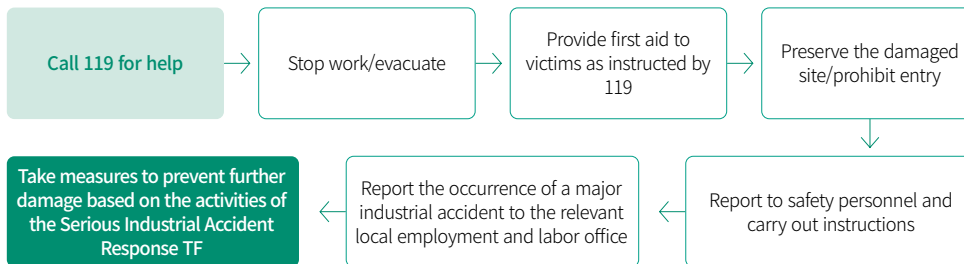 Call 119 for help
Stop work/evacuate
Provide first aid to
victims as instructed by
119
Preserve the damaged
site/prohibit entry
Report to safety personnel and
carry out instructions
Report the occurrence of a major
industrial accident to the relevant
local employment and labor office
Take measures to prevent further
damage based on the activities of
the Serious Industrial Accident
Response TF